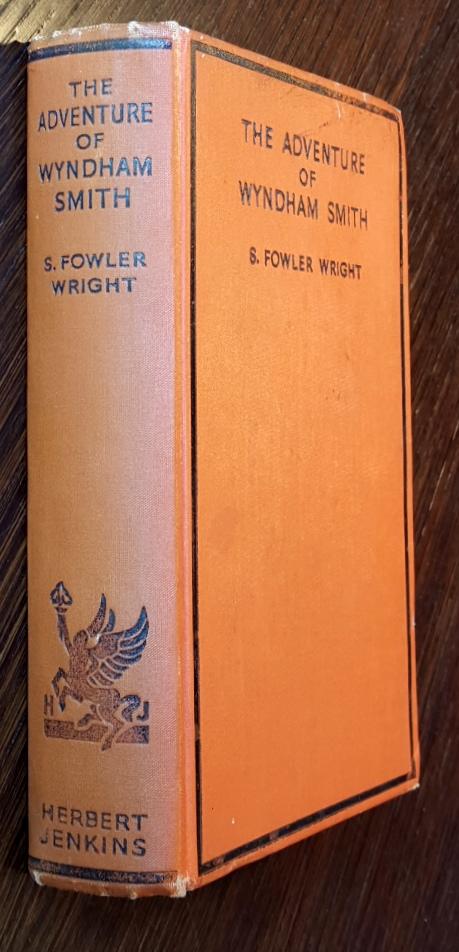 THE
ADVENTURE
OF
WYNDHAM
SMITH
S. FOWLER
WRIGHT
H J
HERBERT
JENKINS
THE ADVENTURE
OF
WYNDHAM SMITH
S. FOWLER WRIGHT